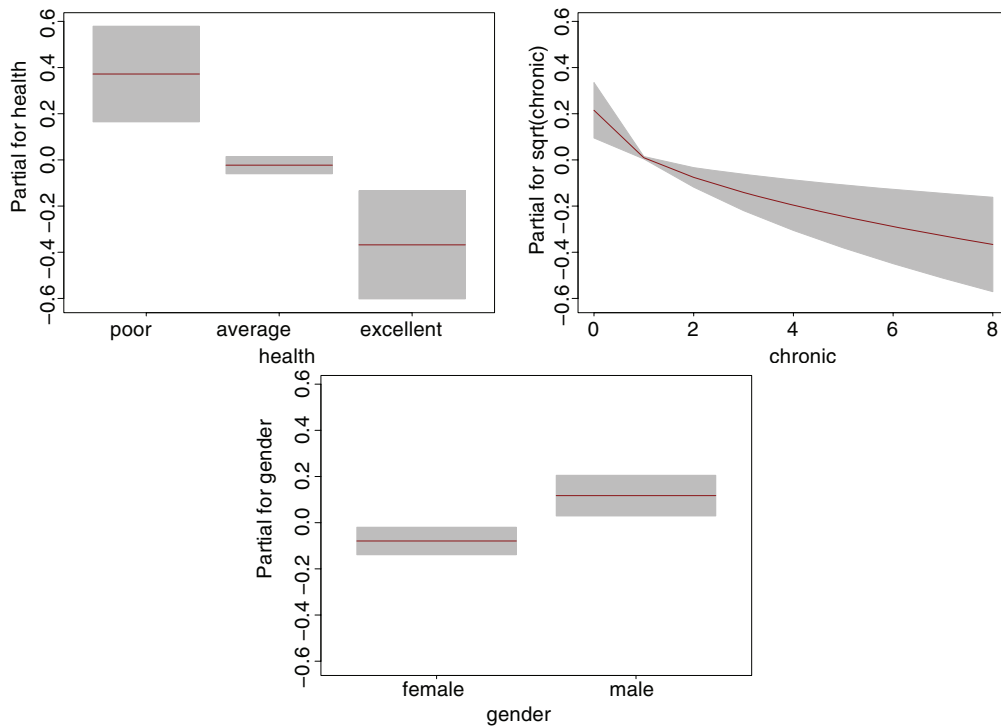 Partial for health
0.6
0.4
0.2
0.0
−0.2
−0.4
−0.6
poor average excellent
health
Partial for sqrt(chronic)
0.6
0.4
0.2
0.0
−0.2
−0.4
−0.6
0 2 4 6 8
chronic
Partial for gender
0.6
0.4
0.2
0.0
−0.2
−0.4
−0.6
female male
gender